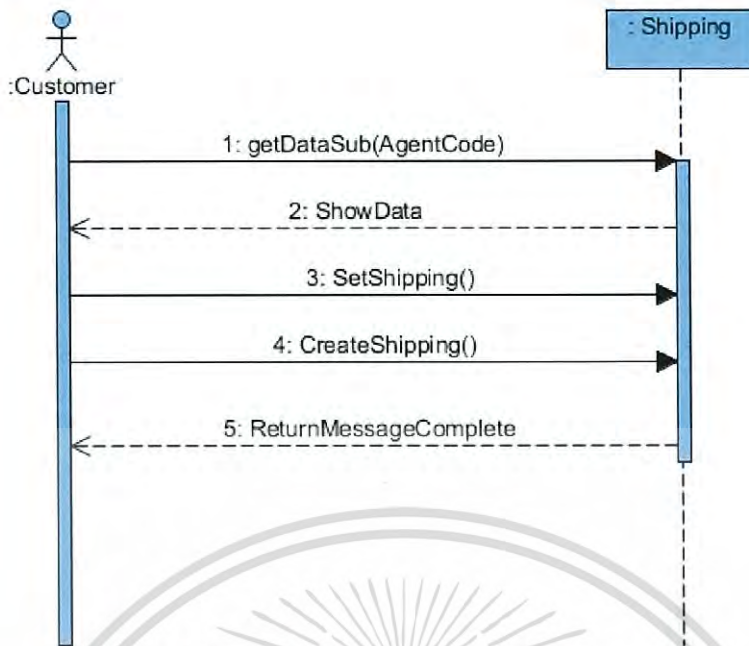 : Shipping
:Customer
1: getDataSub(AgentCode)
2: ShowData
3: SetShipping()
4: CreateShipping()
5: ReturnMessageComplete